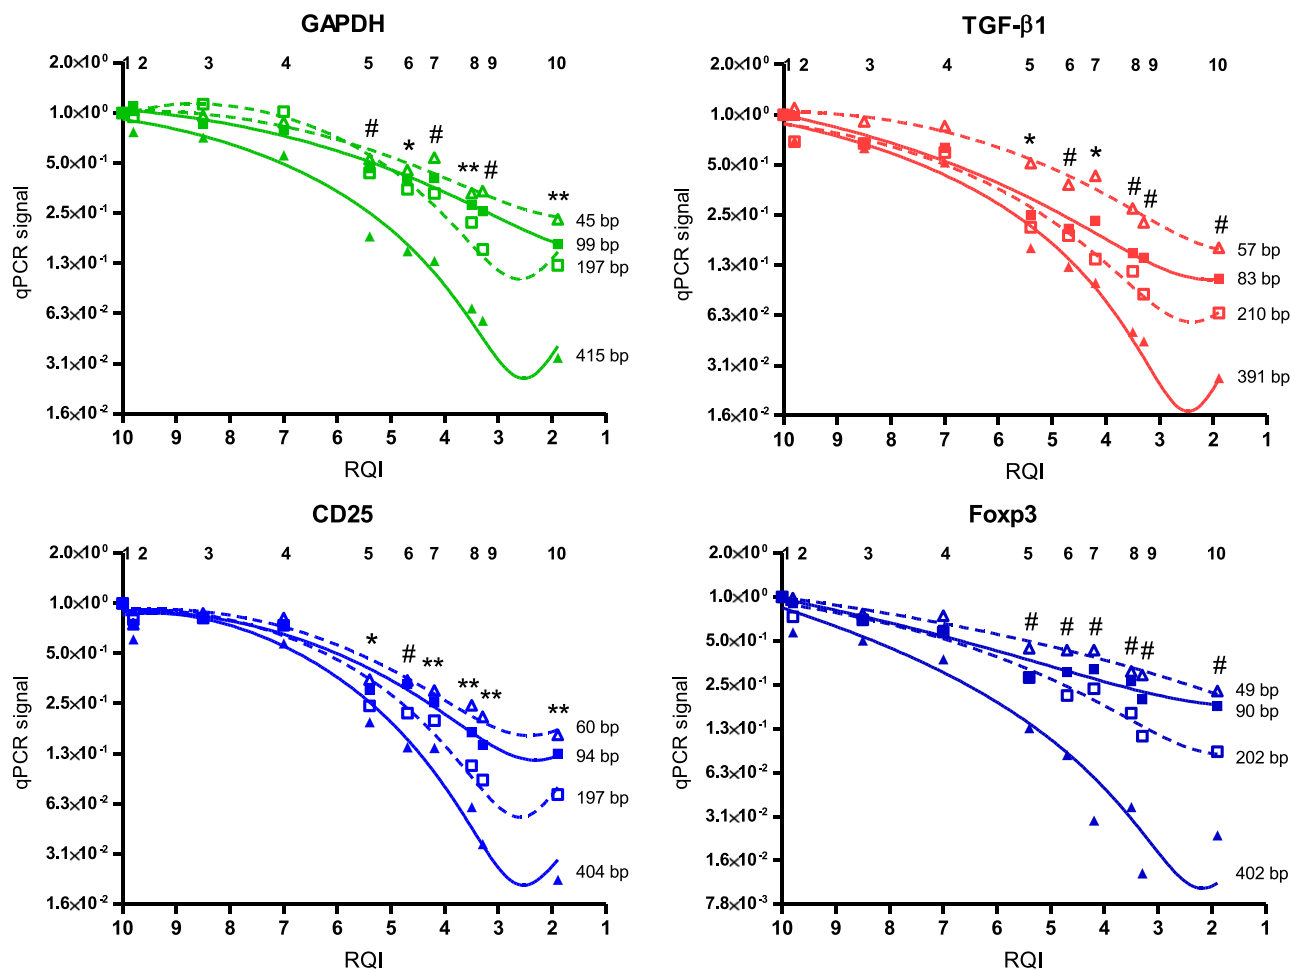 GAPDH
1 2 3 4 5 6 7 8 9 10
2.0×10⁰
1.0×10⁰
5.0×10⁻¹
2.5×10⁻¹
1.3×10⁻¹
6.3×10⁻²
3.1×10⁻²
1.6×10⁻²
qPCR signal
# * # ** # **
45 bp
99 bp
197 bp
415 bp
10 9 8 7 6 5 4 3 2 1
RQI
TGF-β1
1 2 3 4 5 6 7 8 9 10
2.0×10⁰
1.0×10⁰
5.0×10⁻¹
2.5×10⁻¹
1.3×10⁻¹
6.3×10⁻²
3.1×10⁻²
1.6×10⁻²
qPCR signal
* # * # # #
57 bp
83 bp
210 bp
391 bp
10 9 8 7 6 5 4 3 2 1
RQI
CD25
1 2 3 4 5 6 7 8 9 10
2.0×10⁰
1.0×10⁰
5.0×10⁻¹
2.5×10⁻¹
1.3×10⁻¹
6.3×10⁻²
3.1×10⁻²
1.6×10⁻²
qPCR signal
* # ** ** ** **
60 bp
94 bp
197 bp
404 bp
10 9 8 7 6 5 4 3 2 1
RQI
Foxp3
1 2 3 4 5 6 7 8 9 10
2.0×10⁰
1.0×10⁰
5.0×10⁻¹
2.5×10⁻¹
1.3×10⁻¹
6.3×10⁻²
3.1×10⁻²
1.6×10⁻²
7.8×10⁻³
qPCR signal
# # # # # #
49 bp
90 bp
202 bp
402 bp
10 9 8 7 6 5 4 3 2 1
RQI